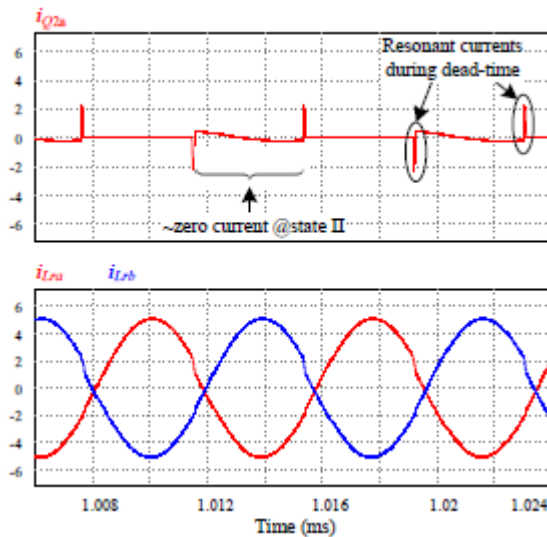 iQ2a
Resonant currents
during dead-time
6
4
2
0
-2
-4
-6
~zero current @state II
iLra iLrb
6
4
2
0
-2
-4
-6
1.008 1.012 1.016 1.02 1.024
Time (ms)